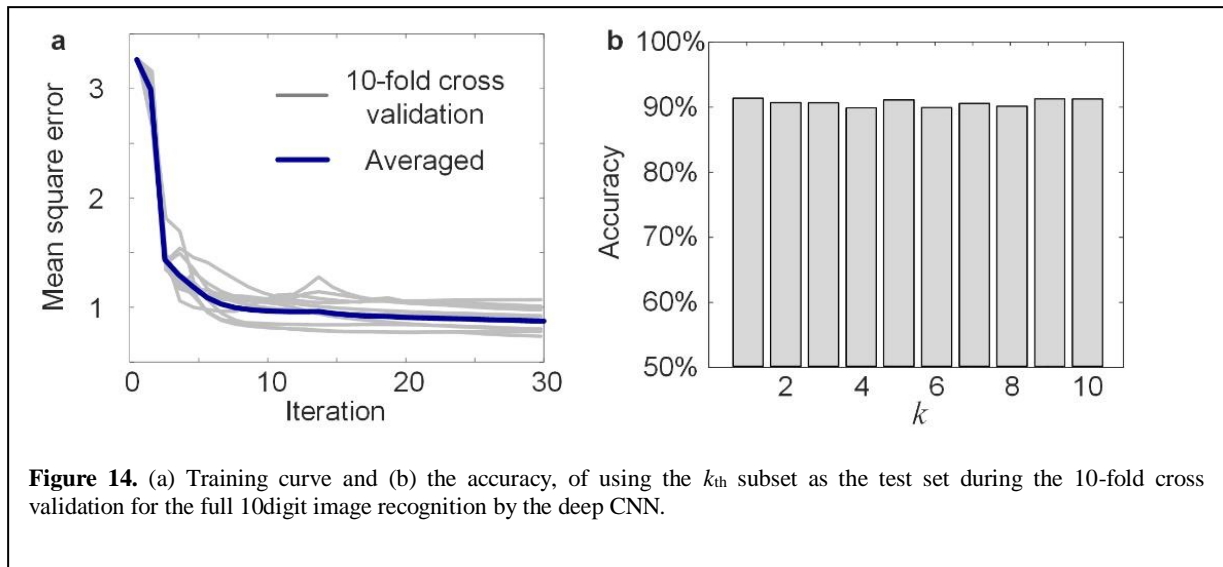 a
Mean square error
3
2
1
0
10
20
30
Iteration
10-fold cross
validation
Averaged
b
Accuracy
100%
90%
80%
70%
60%
50%
2
4
6
8
10
k
Figure 14. (a) Training curve and (b) the accuracy, of using the kth subset as the test set during the 10-fold cross
validation for the full 10digit image recognition by the deep CNN.